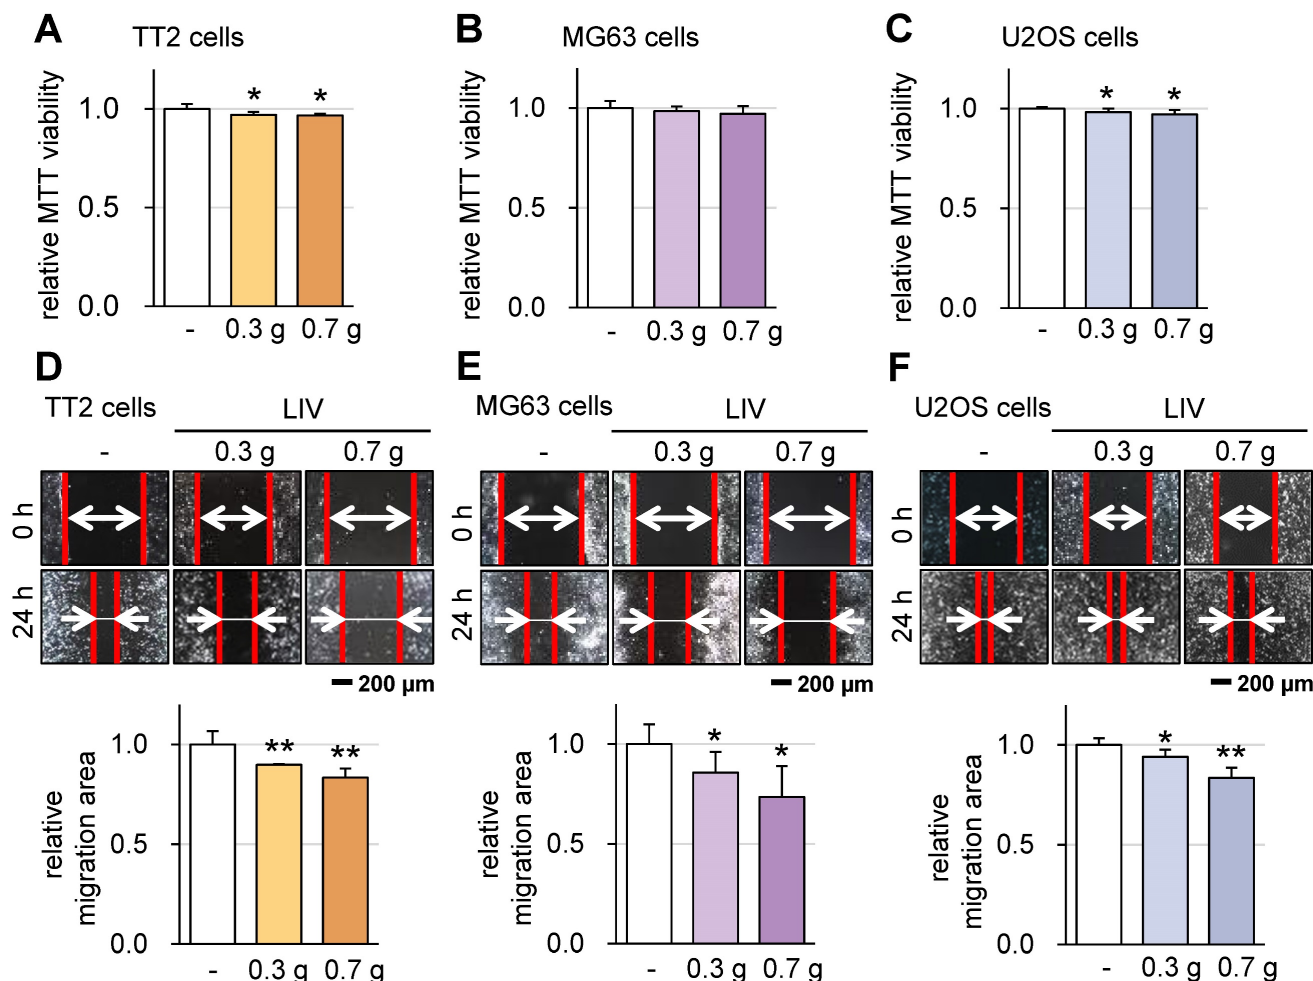 A
TT2 cells
relative MTT viability
1.0
0.5
0.0
*
*
-
0.3 g
0.7 g
B
MG63 cells
relative MTT viability
1.0
0.5
0.0
-
0.3 g
0.7 g
C
U2OS cells
relative MTT viability
1.0
0.5
0.0
*
*
-
0.3 g
0.7 g
D
TT2 cells
LIV
-
0.3 g
0.7 g
0 h
24 h
200 µm
relative
migration area
1.0
0.5
0.0
**
**
-
0.3 g
0.7 g
E
MG63 cells
LIV
-
0.3 g
0.7 g
0 h
24 h
200 µm
relative
migration area
1.0
0.5
0.0
*
*
-
0.3 g
0.7 g
F
U2OS cells
LIV
-
0.3 g
0.7 g
0 h
24 h
200 µm
relative
migration area
1.0
0.5
0.0
*
**
-
0.3 g
0.7 g